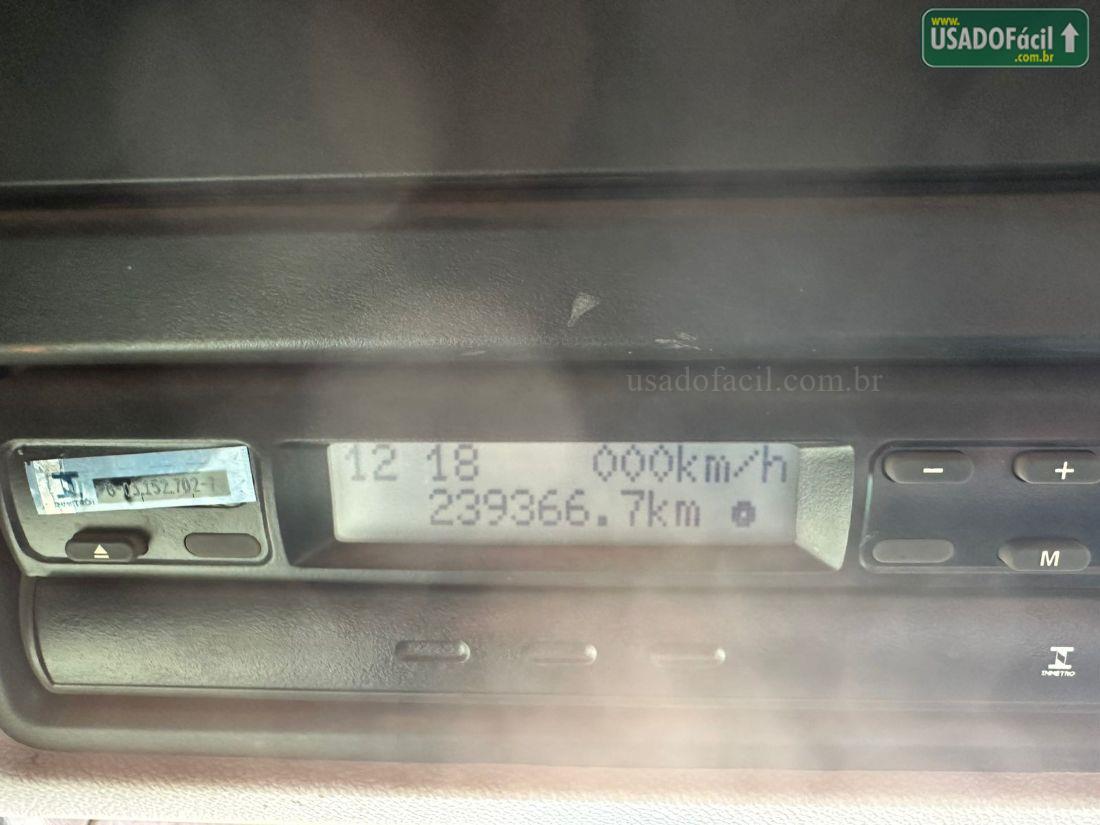 www.
USADOFácil
.com.br
usadofacil.com.br
12 18 000km/h
239366.7km
M
INMETRO